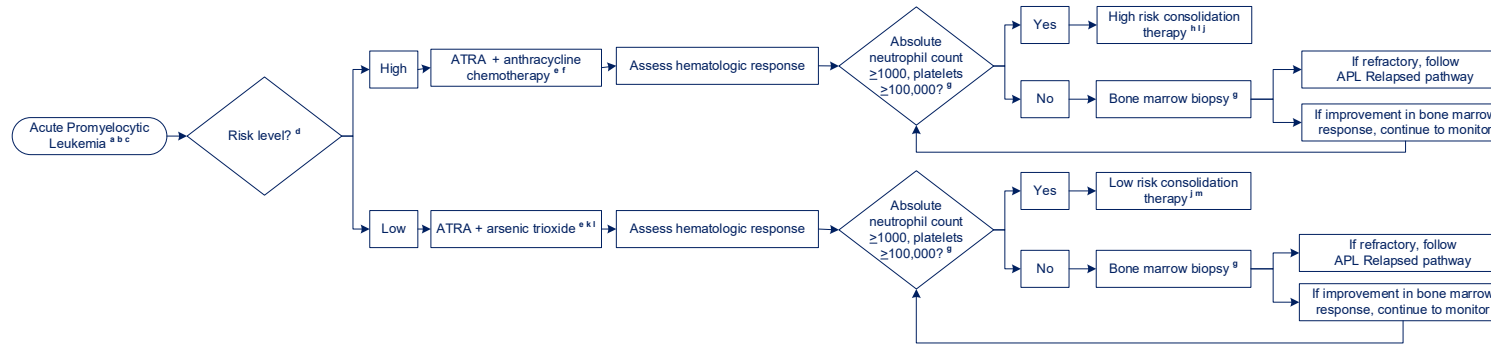 Acute Promyelocytic
Leukemia a b c
Risk level? d
High
ATRA + anthracycline
chemotherapy e f
Assess hematologic response
Absolute
neutrophil count
≥1000, platelets
≥100,000? g
Yes
High risk consolidation
therapy h i j
No
Bone marrow biopsy g
If refractory, follow
APL Relapsed pathway
If improvement in bone marrow
response, continue to monitor
Low
ATRA + arsenic trioxide e k l
Assess hematologic response
Absolute
neutrophil count
≥1000, platelets
≥100,000? g
Yes
Low risk consolidation
therapy j m
No
Bone marrow biopsy g
If refractory, follow
APL Relapsed pathway
If improvement in bone marrow
response, continue to monitor